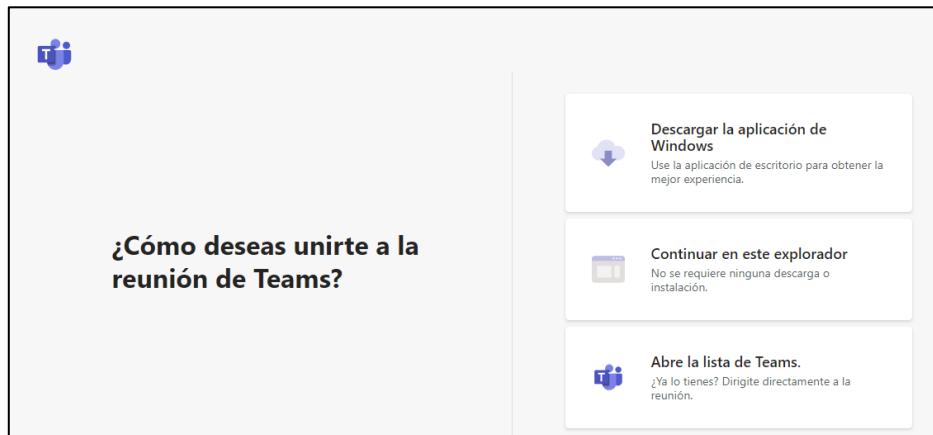 ¿Cómo deseas unirte a la
reunión de Teams?
Descargar la aplicación de
Windows
Use la aplicación de escritorio para obtener la
mejor experiencia.
Continuar en este explorador
No se requiere ninguna descarga o
instalación.
Abre la lista de Teams.
¿Ya lo tienes? Dirigite directamente a la
reunión.